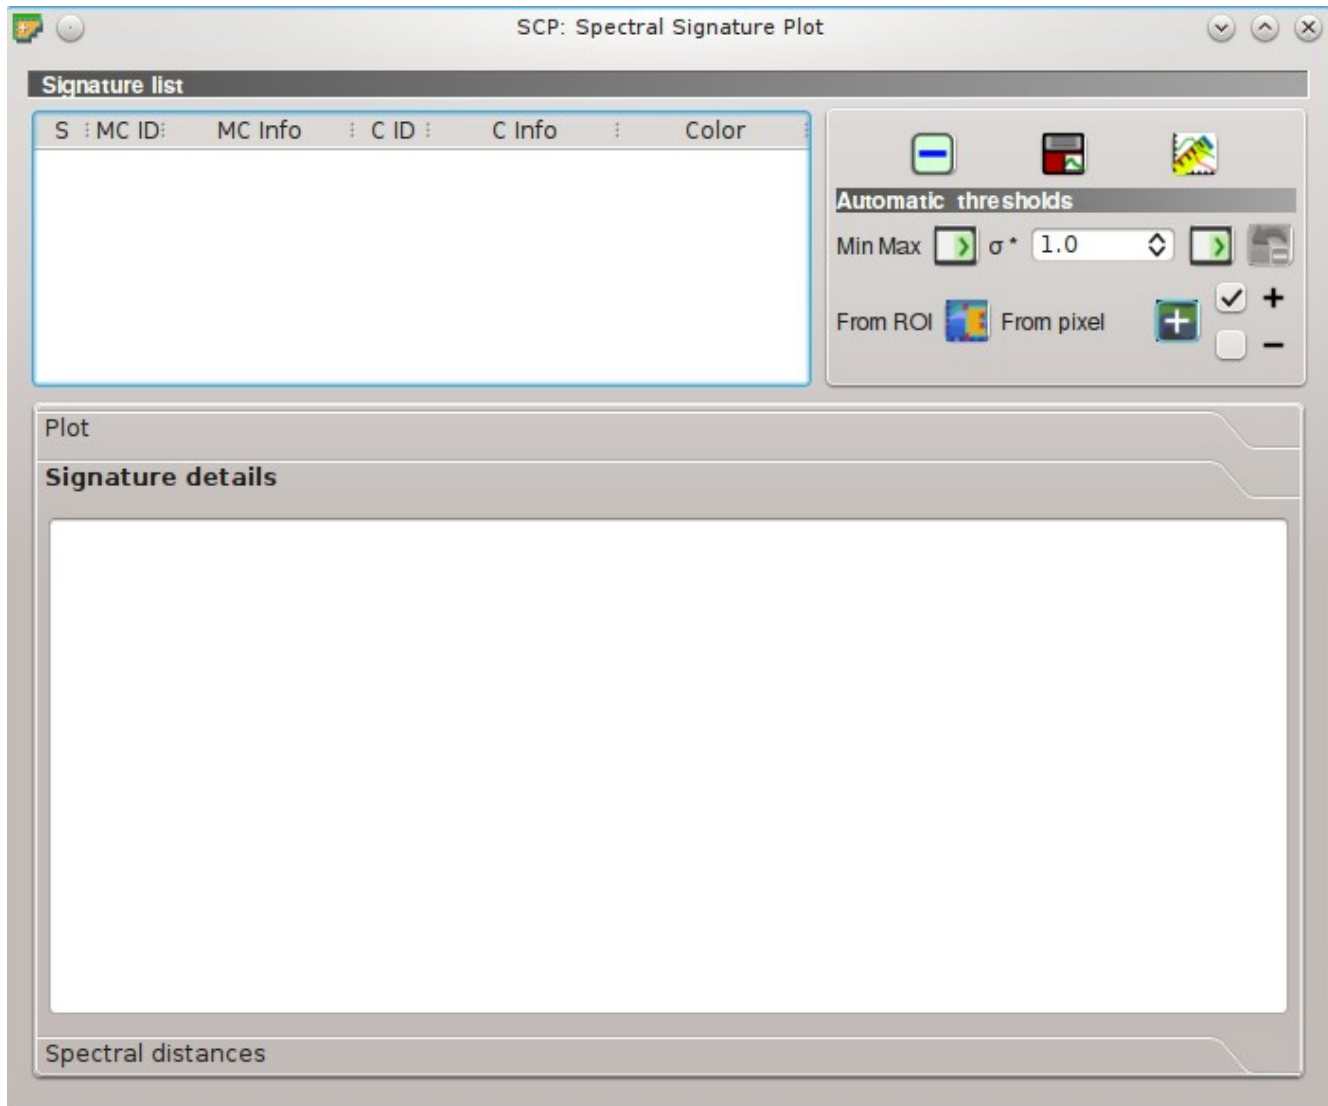 SCP: Spectral Signature Plot
Signature list
S MC ID MC Info C ID C Info Color
Automatic thresholds
Min Max σ * 1.0
From ROI From pixel +
−
Plot
Signature details
Spectral distances